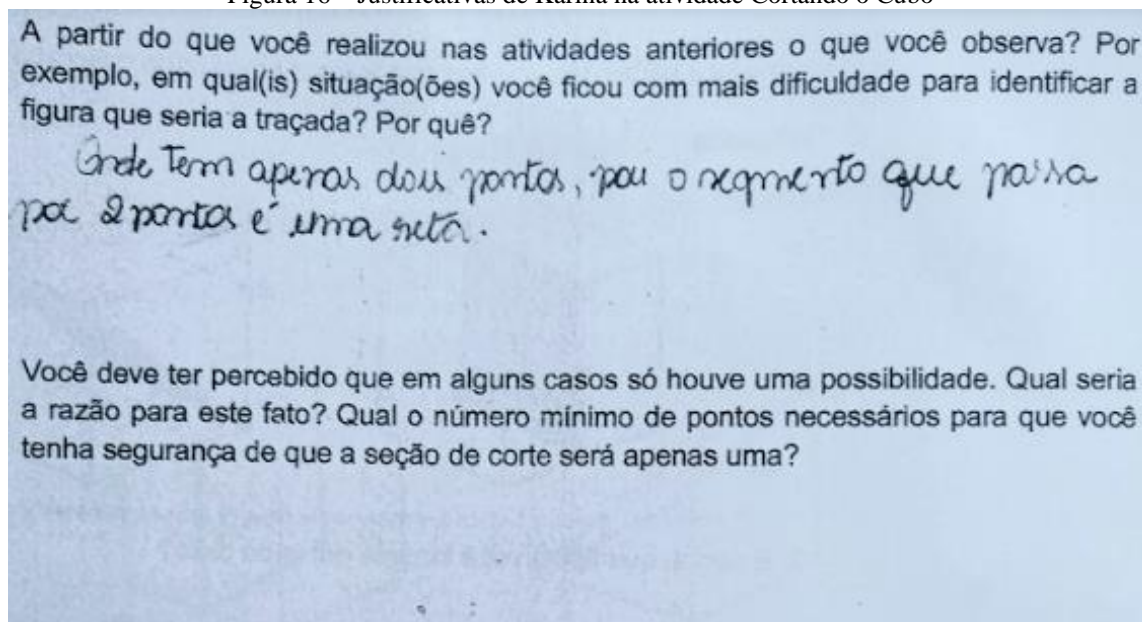 Figura 16 – Justificativas de Karina na atividade Cortando o Cubo
A partir do que você realizou nas atividades anteriores o que você observa? Por
exemplo, em qual(is) situação(ões) você ficou com mais dificuldade para identificar a
figura que seria a traçada? Por quê?
Onde Tem apenas dois pontos, pois o segmento que passa
por 2 pontos é uma reta.
Você deve ter percebido que em alguns casos só houve uma possibilidade. Qual seria
a razão para este fato? Qual o número mínimo de pontos necessários para que você
tenha segurança de que a seção de corte será apenas uma?